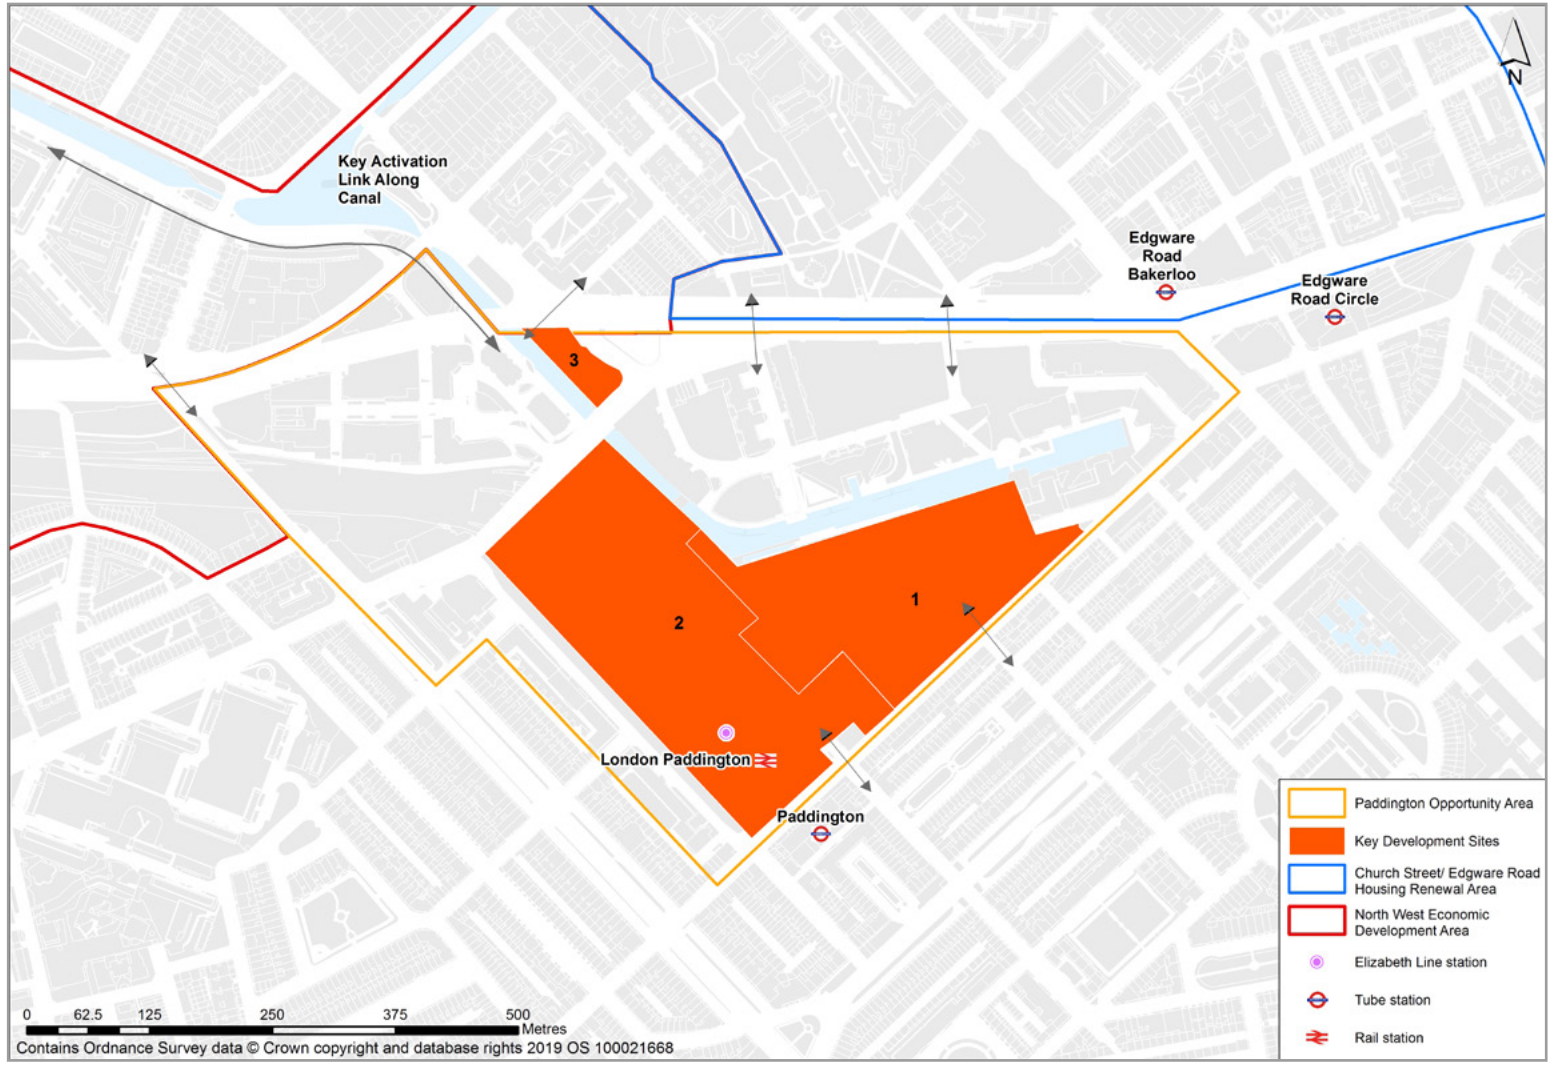 N
Key Activation
Link Along
Canal
Edgware
Road
Bakerloo
Edgware
Road Circle
3
1
2
London Paddington
Paddington
Paddington Opportunity Area
Key Development Sites
Church Street/ Edgware Road
Housing Renewal Area
North West Economic
Development Area
Elizabeth Line station
Tube station
Rail station
0 62.5 125 250 375 500
Metres
Contains Ordnance Survey data © Crown copyright and database rights 2019 OS 100021668